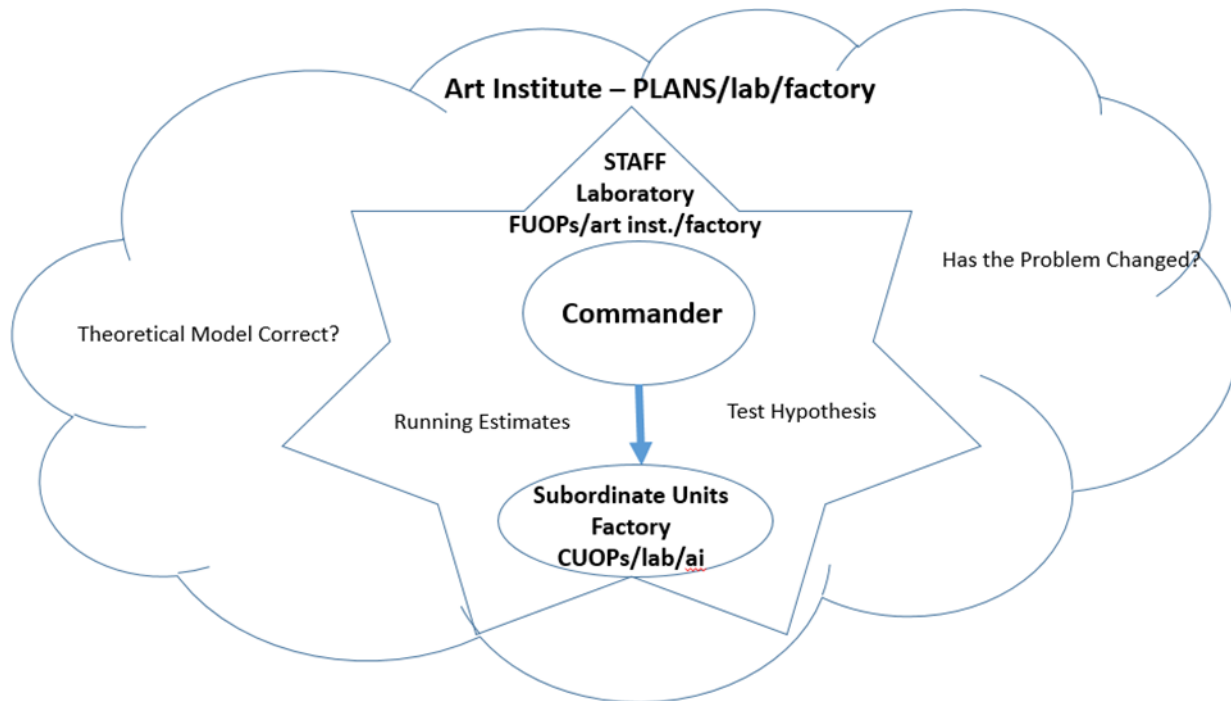 Art Institute – PLANS/lab/factory
STAFF
Laboratory
FUOPs/art inst./factory
Has the Problem Changed?
Commander
Theoretical Model Correct?
Running Estimates
Test Hypothesis
Subordinate Units
Factory
CUOPs/lab/ai